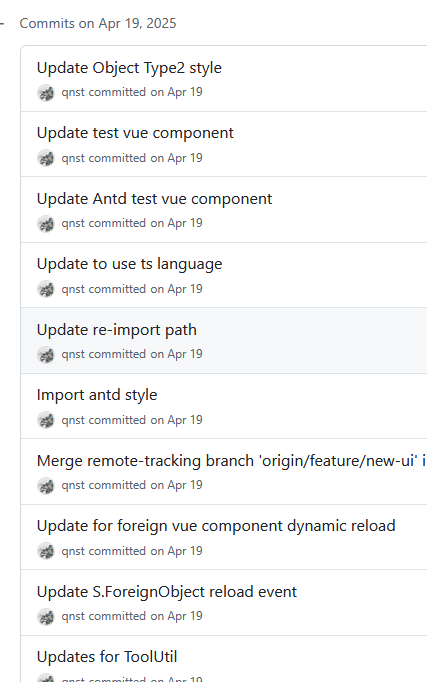 Commits on Apr 19, 2025
Update Object Type2 style
qnst committed on Apr 19
Update test vue component
qnst committed on Apr 19
Update Antd test vue component
qnst committed on Apr 19
Update to use ts language
qnst committed on Apr 19
Update re-import path
qnst committed on Apr 19
Import antd style
qnst committed on Apr 19
Merge remote-tracking branch 'origin/feature/new-ui' i
qnst committed on Apr 19
Update for foreign vue component dynamic reload
qnst committed on Apr 19
Update S.ForeignObject reload event
qnst committed on Apr 19
Updates for ToolUtil
qnst committed on Apr 19